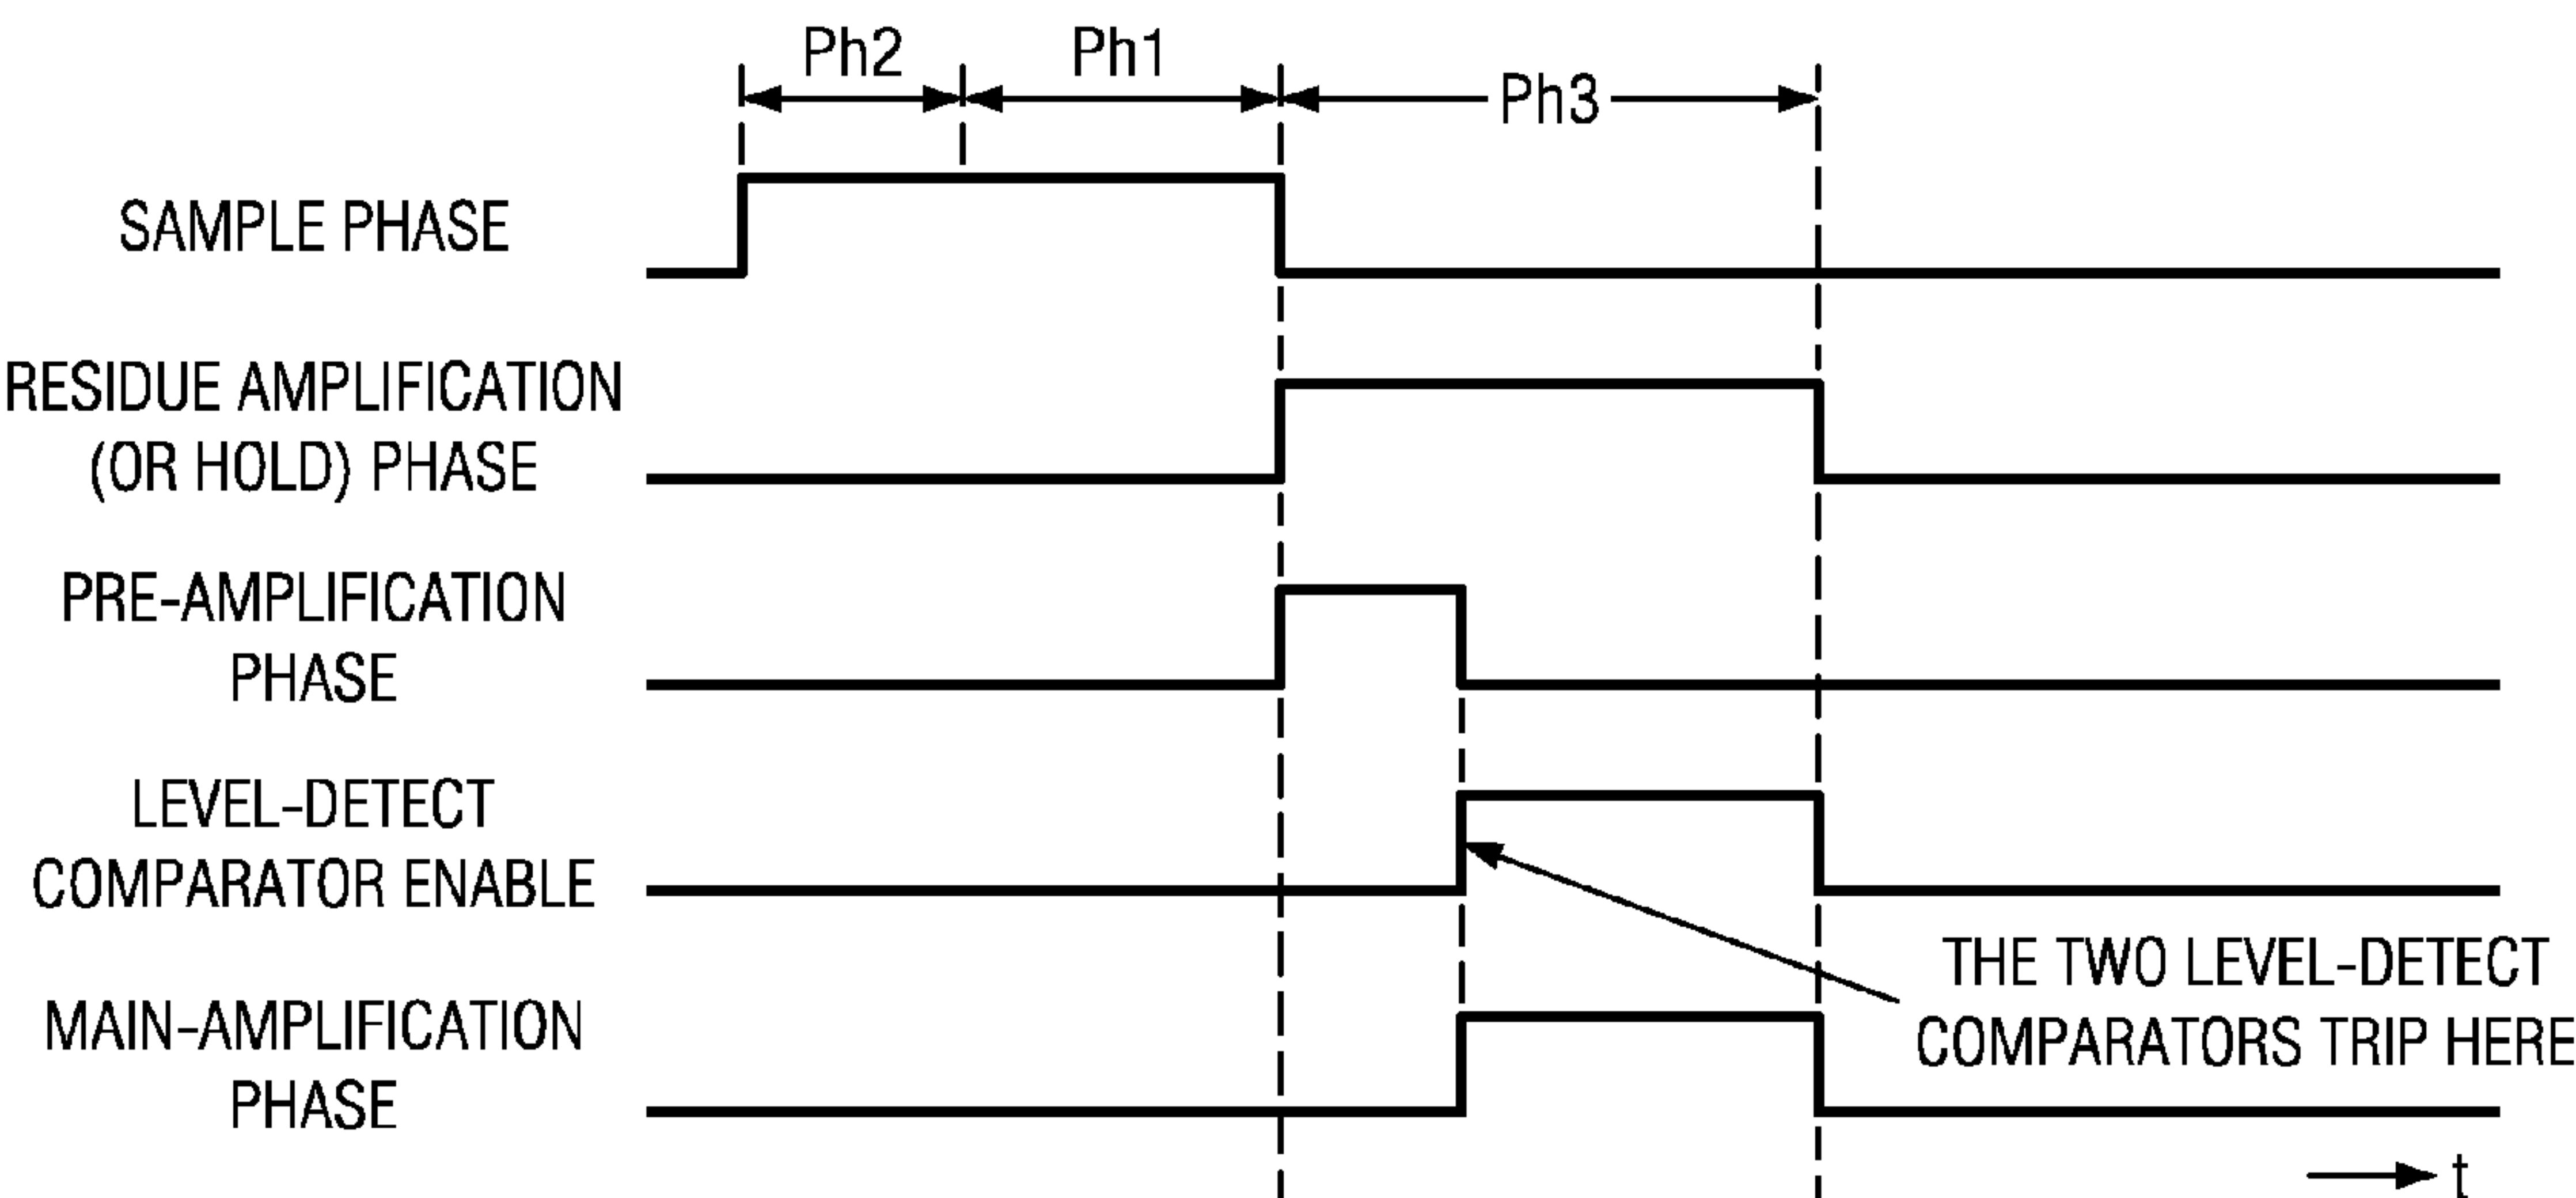 Ph2
Ph1
Ph3
SAMPLE PHASE
RESIDUE AMPLIFICATION
(OR HOLD) PHASE
PRE-AMPLIFICATION
PHASE
LEVEL-DETECT
COMPARATOR ENABLE
THE TWO LEVEL-DETECT
COMPARATORS TRIP HERE
MAIN-AMPLIFICATION
PHASE
t